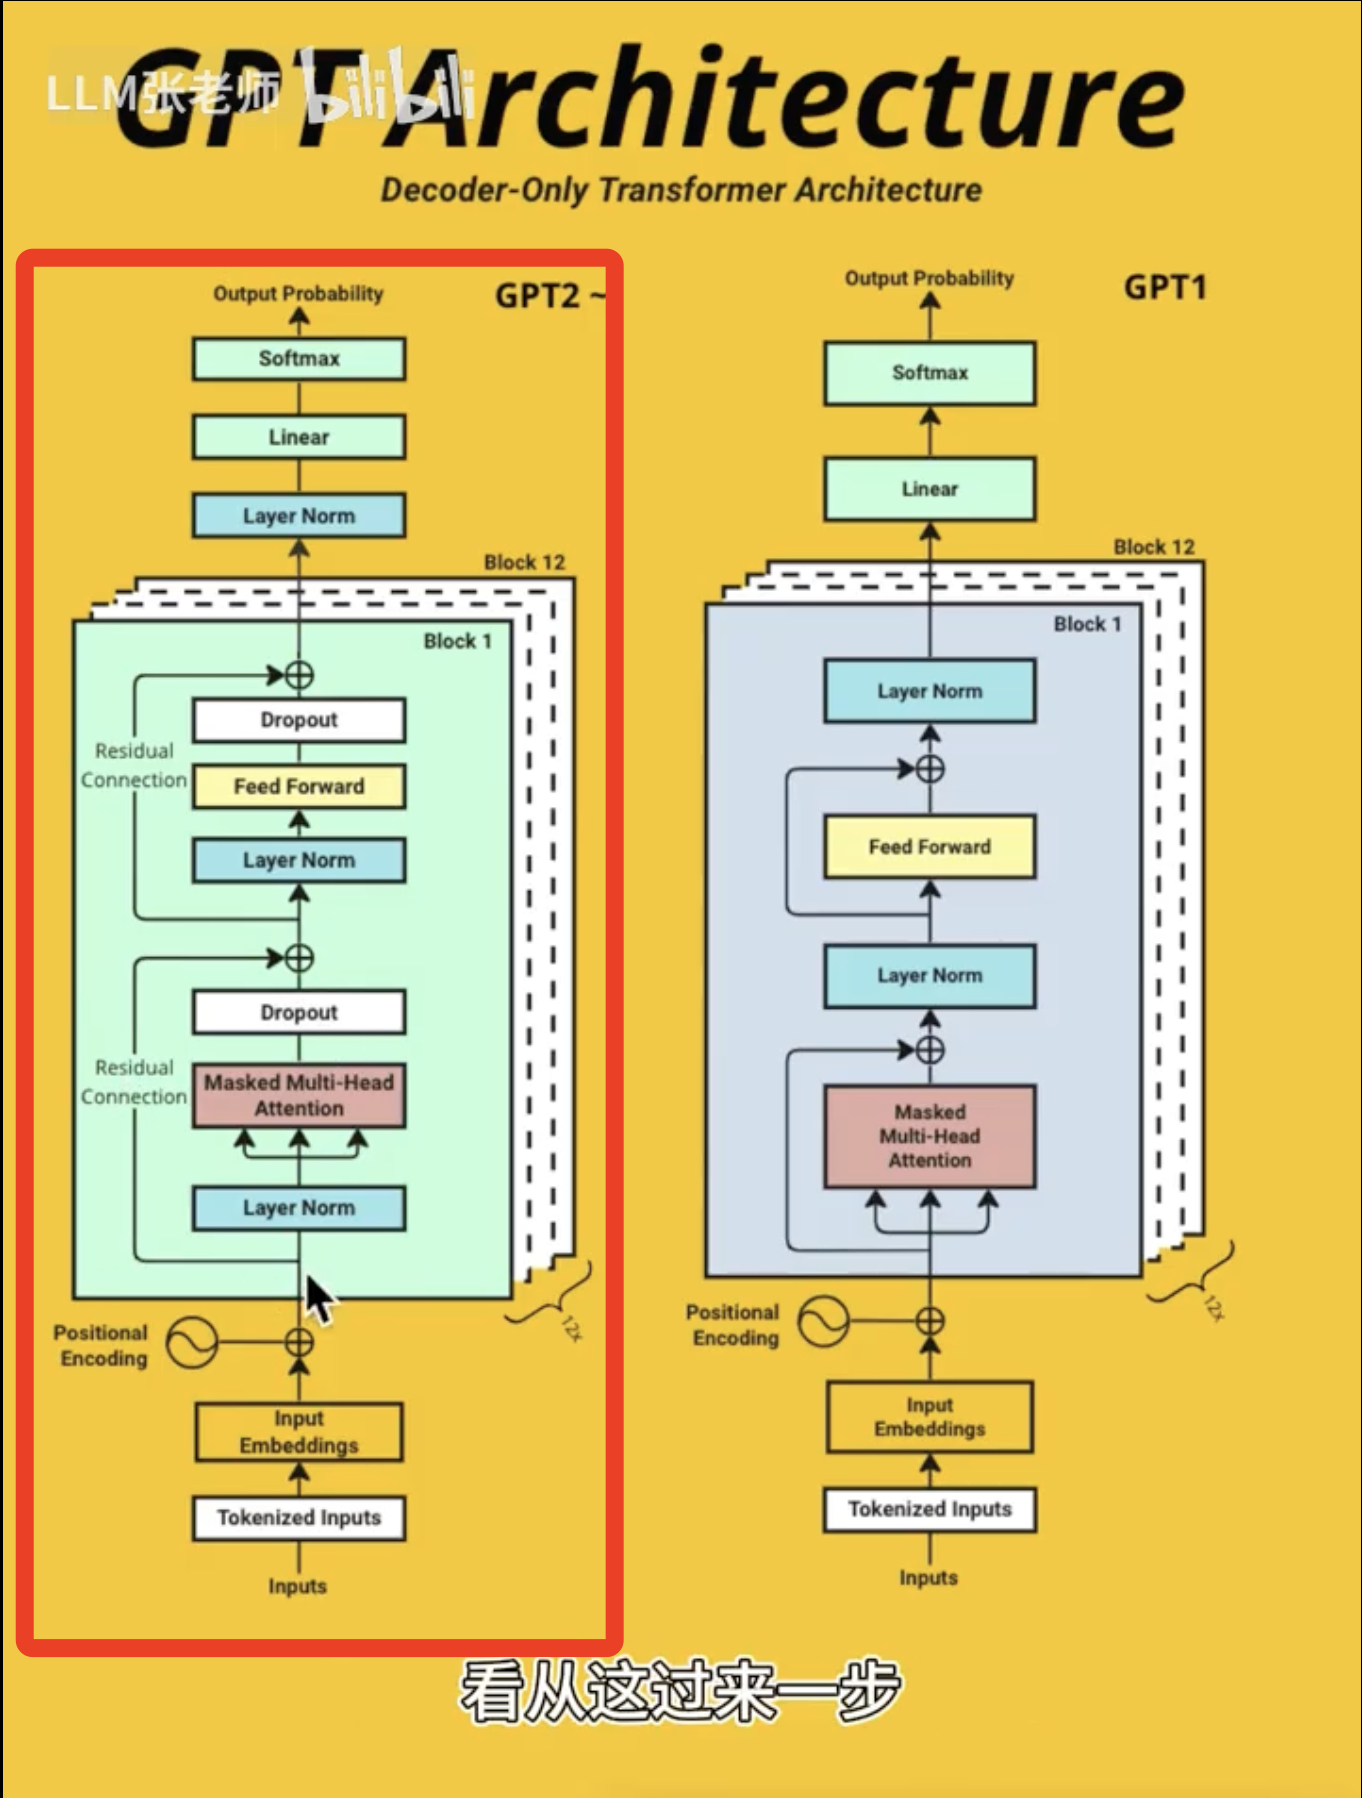 GPT Architecture
LLM张老师 bilibili
Decoder-Only Transformer Architecture
GPT2 ~
Output Probability
Softmax
Linear
Layer Norm
Block 12
Block 1
Dropout
Residual
Connection
Feed Forward
Layer Norm
Dropout
Residual
Connection
Masked Multi-Head
Attention
Layer Norm
12x
Positional
Encoding
Input
Embeddings
Tokenized Inputs
Inputs
GPT1
Output Probability
Softmax
Linear
Block 12
Block 1
Layer Norm
Feed Forward
Layer Norm
Masked
Multi-Head
Attention
12x
Positional
Encoding
Input
Embeddings
Tokenized Inputs
Inputs
看从这过来一步